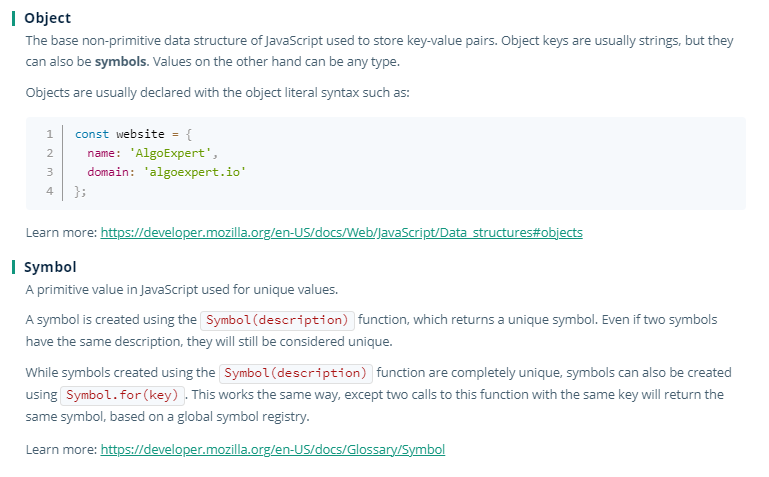 Object
The base non-primitive data structure of JavaScript used to store key-value pairs. Object keys are usually strings, but they
can also be symbols. Values on the other hand can be any type.
Objects are usually declared with the object literal syntax such as:
1 const website = {
2 name: 'AlgoExpert',
3 domain: 'algoexpert.io'
4 };
Learn more: https://developer.mozilla.org/en-US/docs/Web/JavaScript/Data_structures#objects
Symbol
A primitive value in JavaScript used for unique values.
A symbol is created using the Symbol(description) function, which returns a unique symbol. Even if two symbols
have the same description, they will still be considered unique.
While symbols created using the Symbol(description) function are completely unique, symbols can also be created
using Symbol.for(key). This works the same way, except two calls to this function with the same key will return the
same symbol, based on a global symbol registry.
Learn more: https://developer.mozilla.org/en-US/docs/Glossary/Symbol